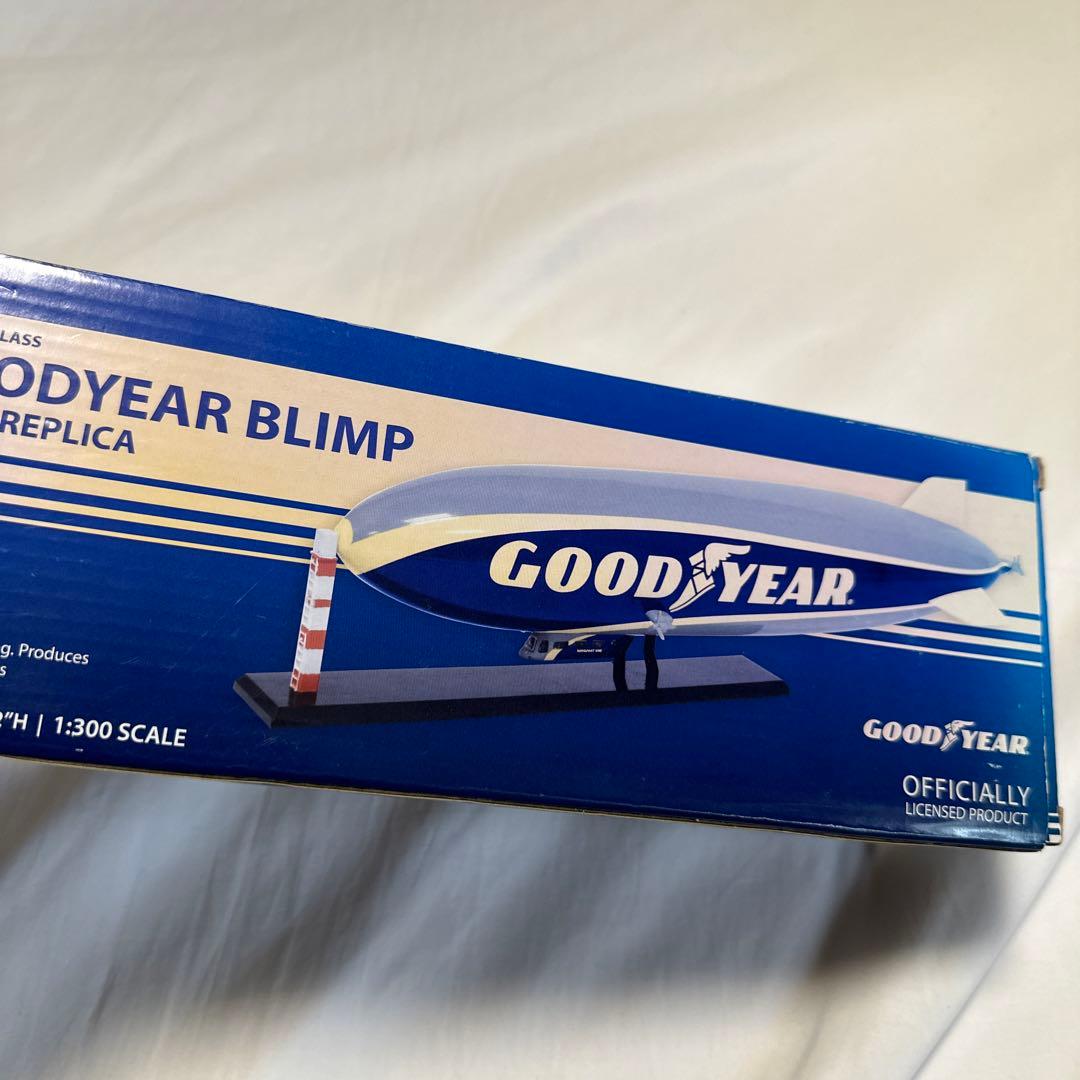 LASS
ODYEAR BLIMP
REPLICA
GOODYEAR
g. Produces
s
"H | 1:300 SCALE
GOODYEAR
OFFICIALLY
LICENSED PRODUCT